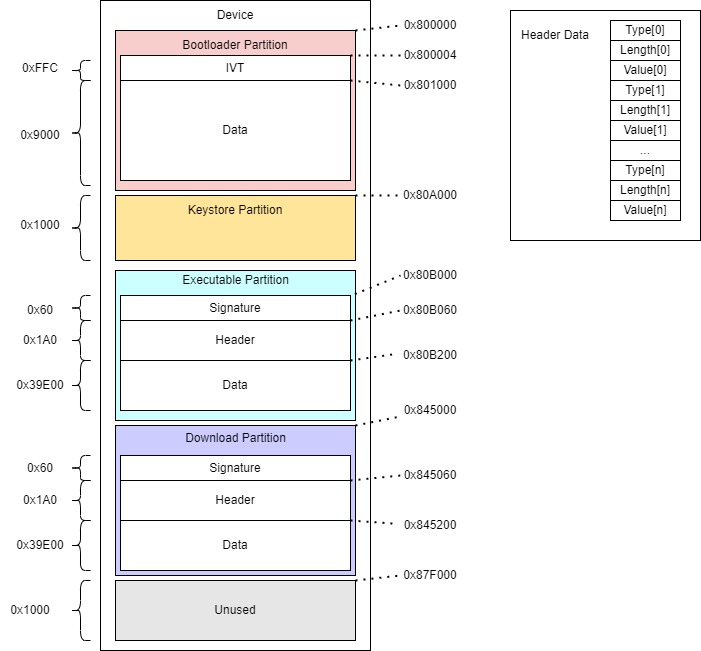 Device
0x800000
Bootloader Partition
0x800004
0xFFC
IVT
0x801000
0x9000
Data
0x80A000
Keystore Partition
0x1000
0x80B000
Executable Partition
0x60
Signature
0x80B060
0x1A0
Header
0x80B200
0x39E00
Data
0x845000
Download Partition
0x60
Signature
0x845060
0x1A0
Header
0x845200
0x39E00
Data
0x87F000
0x1000
Unused
Header Data
Type[0]
Length[0]
Value[0]
Type[1]
Length[1]
Value[1]
...
Type[n]
Length[n]
Value[n]